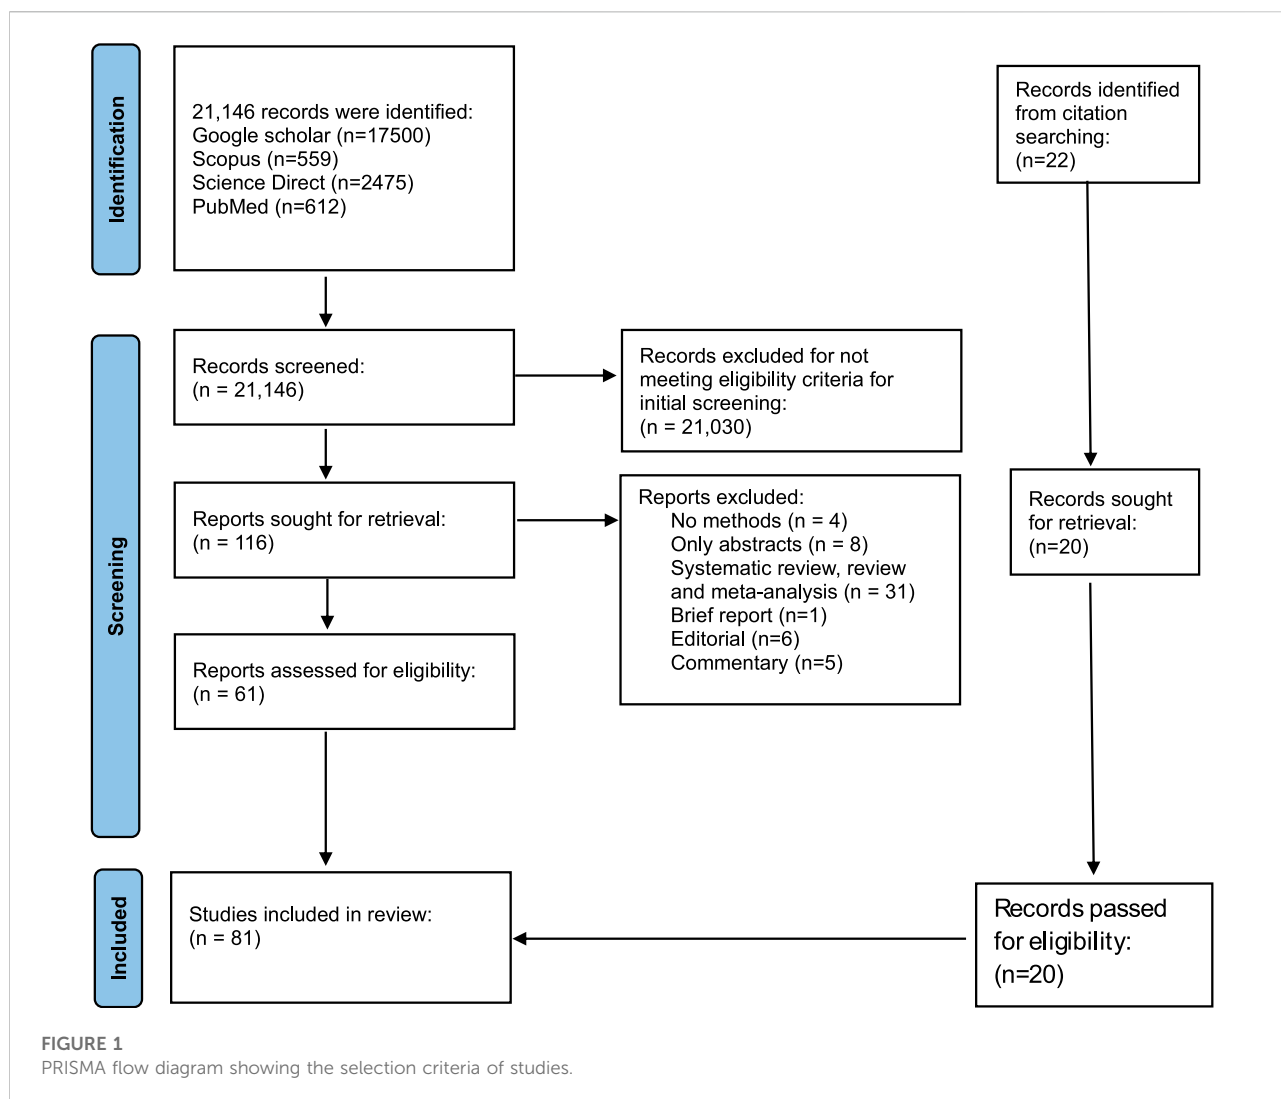 Identification
21,146 records were identified:
Google scholar (n=17500)
Scopus (n=559)
Science Direct (n=2475)
PubMed (n=612)
Records identified
from citation
searching:
(n=22)
Screening
Records screened:
(n = 21,146)
Records excluded for not
meeting eligibility criteria for
initial screening:
(n = 21,030)
Reports sought for retrieval:
(n = 116)
Reports excluded:
No methods (n = 4)
Only abstracts (n = 8)
Systematic review, review
and meta-analysis (n = 31)
Brief report (n=1)
Editorial (n=6)
Commentary (n=5)
Records sought
for retrieval:
(n=20)
Reports assessed for eligibility:
(n = 61)
Included
Studies included in review:
(n = 81)
Records passed
for eligibility:
(n=20)
FIGURE 1
PRISMA flow diagram showing the selection criteria of studies.